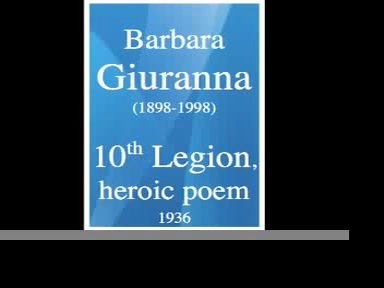 Barbara
Giuranna
(1898-1998)
10th Legion,
heroic poem
1936